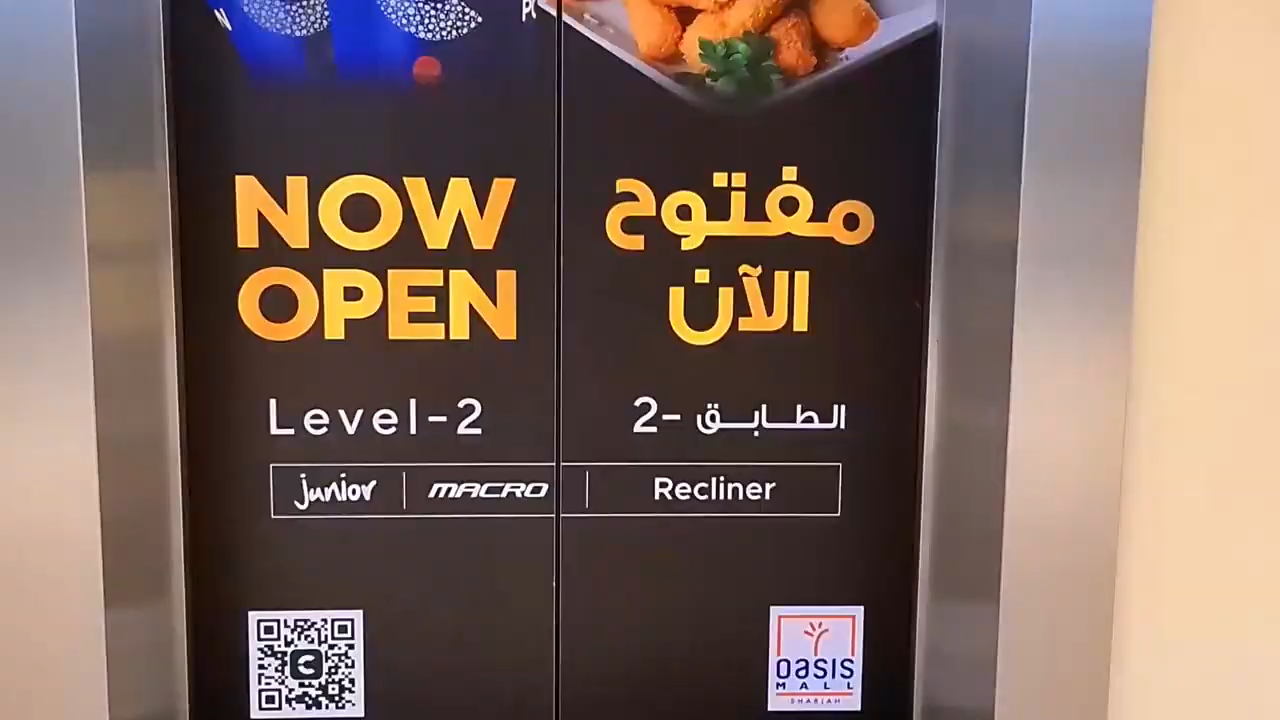 NOW
OPEN
مفتوح
الآن
Level-2
الطابق -2
junior | MACRO | Recliner
oasis
MALL
SHARJAH